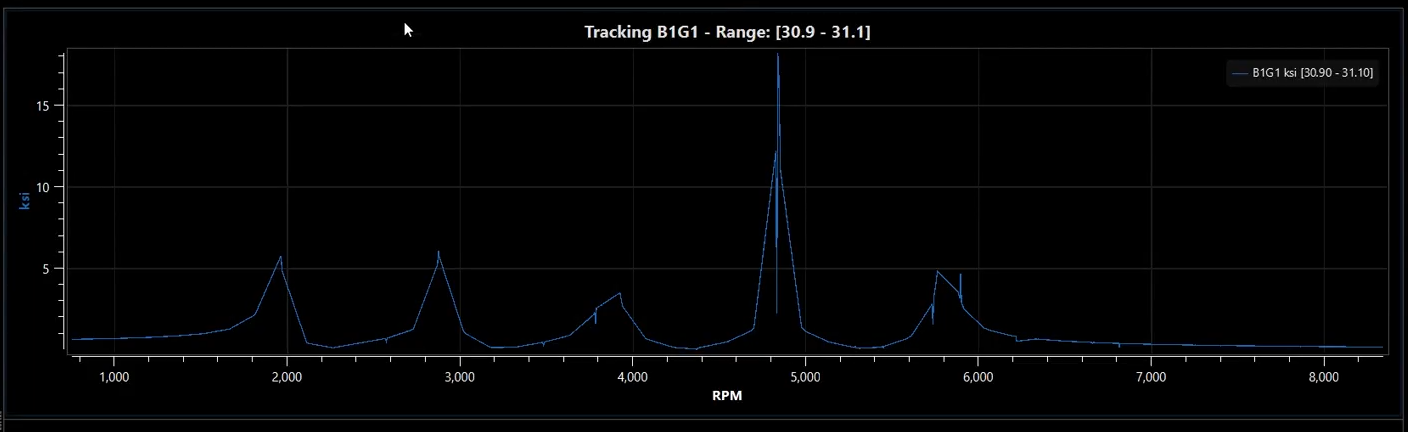 Tracking B1G1 - Range: [30.9 - 31.1]
B1G1 ksi [30.90 - 31.10]
15
10
5
ksi
1,000 2,000 3,000 4,000 5,000 6,000 7,000 8,000
RPM